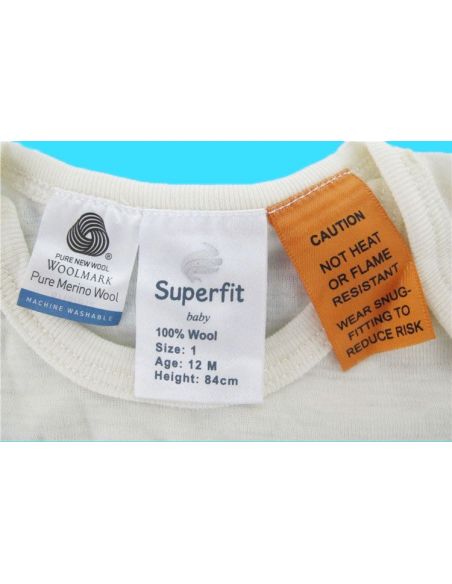 PURE NEW WOOL
WOOLMARK
Pure Merino Wool
MACHINE WASHABLE
Superfit
baby
100% Wool
Size: 1
Age: 12 M
Height: 84cm
CAUTION
NOT HEAT
OR FLAME
RESISTANT
WEAR SNUG-
FITTING TO
REDUCE RISK